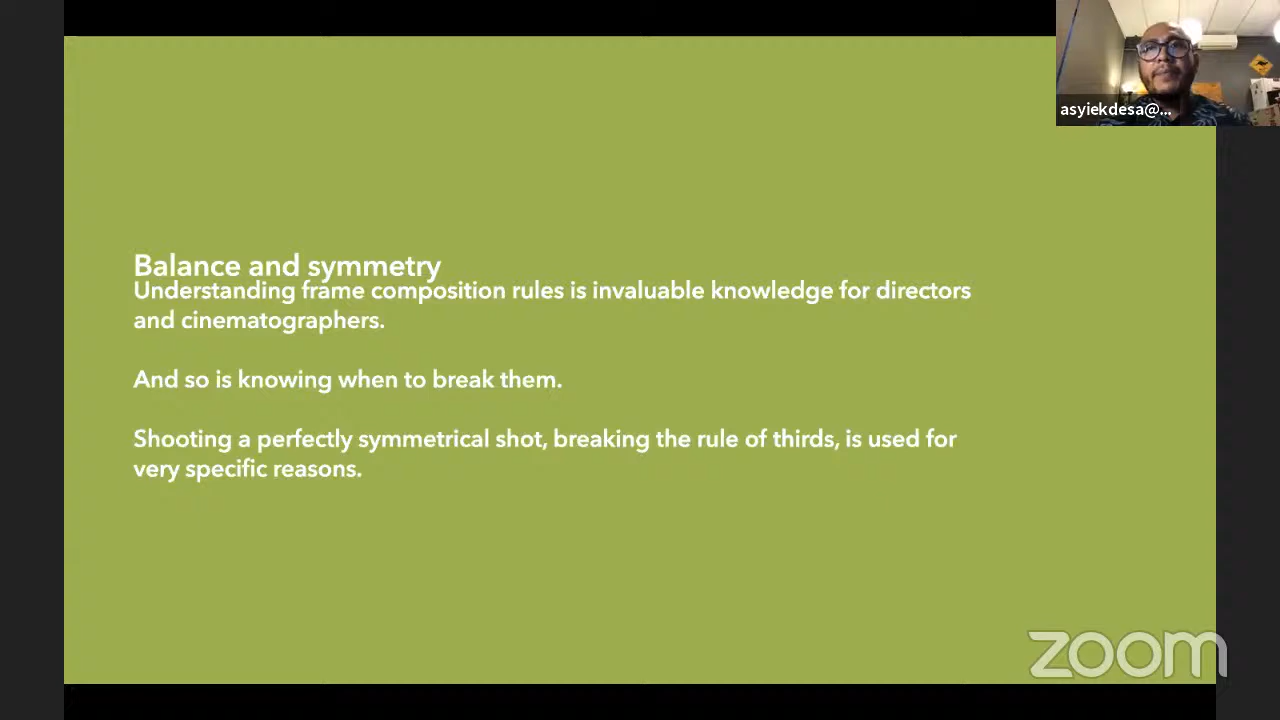 asyiekdesa@...
Balance and symmetry
Understanding frame composition rules is invaluable knowledge for directors
and cinematographers.
And so is knowing when to break them.
Shooting a perfectly symmetrical shot, breaking the rule of thirds, is used for
very specific reasons.
zoom